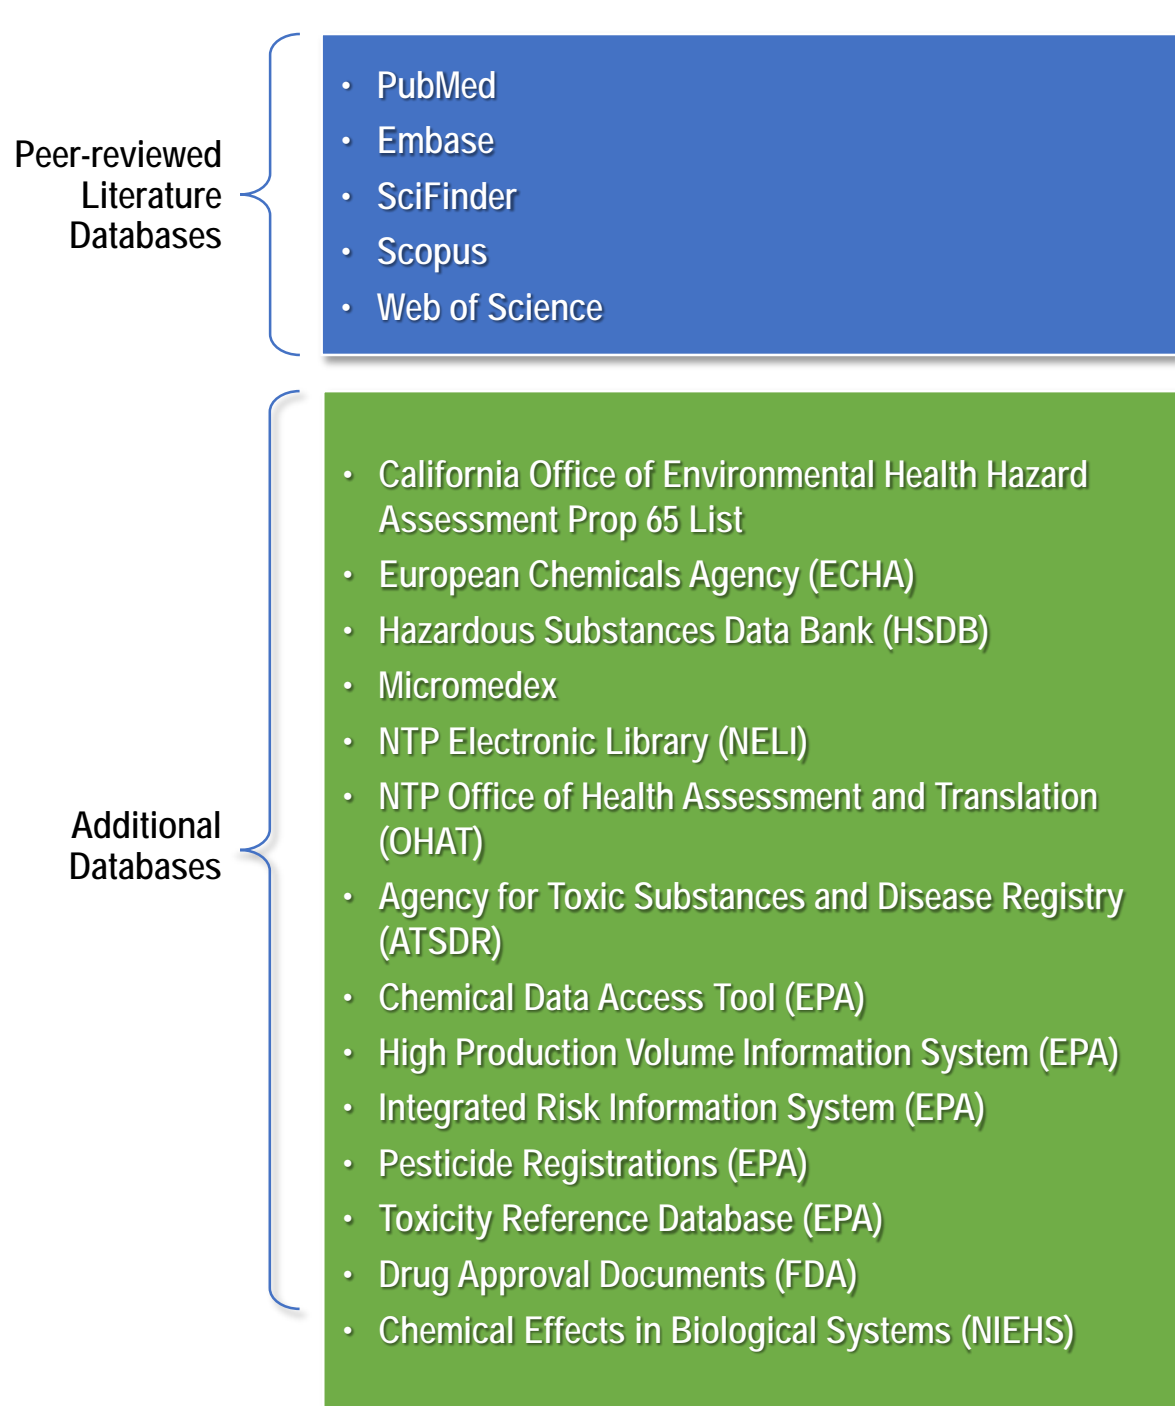 Peer-reviewed
Literature
Databases
• PubMed
• Embase
• SciFinder
• Scopus
• Web of Science
Additional
Databases
• California Office of Environmental Health Hazard
Assessment Prop 65 List
• European Chemicals Agency (ECHA)
• Hazardous Substances Data Bank (HSDB)
• Micromedex
• NTP Electronic Library (NELI)
• NTP Office of Health Assessment and Translation
(OHAT)
• Agency for Toxic Substances and Disease Registry
(ATSDR)
• Chemical Data Access Tool (EPA)
• High Production Volume Information System (EPA)
• Integrated Risk Information System (EPA)
• Pesticide Registrations (EPA)
• Toxicity Reference Database (EPA)
• Drug Approval Documents (FDA)
• Chemical Effects in Biological Systems (NIEHS)